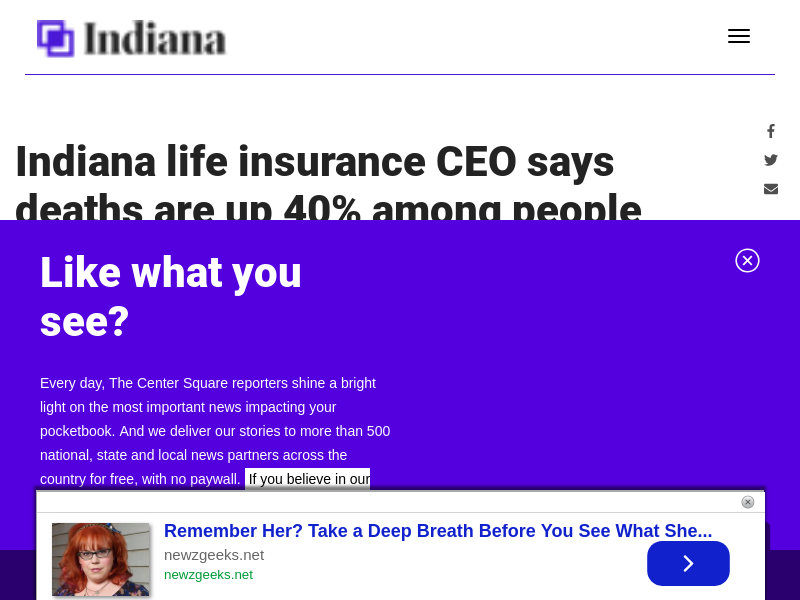 Indiana
Indiana life insurance CEO says
deaths are up 40% among people
Like what you
see?
Every day, The Center Square reporters shine a bright
light on the most important news impacting your
pocketbook. And we deliver our stories to more than 500
national, state and local news partners across the
country for free, with no paywall. If you believe in our
Remember Her? Take a Deep Breath Before You See What She...
newzgeeks.net
newzgeeks.net